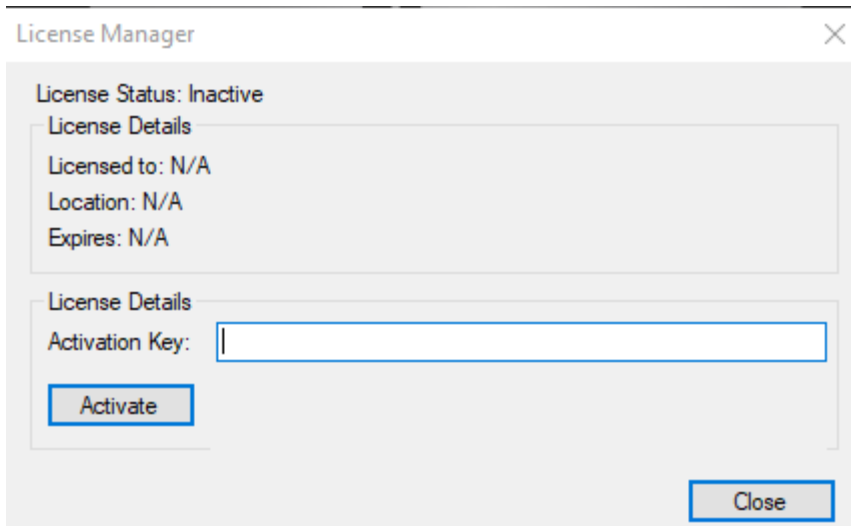 License Manager
License Status: Inactive
License Details
Licensed to: N/A
Location: N/A
Expires: N/A
License Details
Activation Key:
Activate
Close